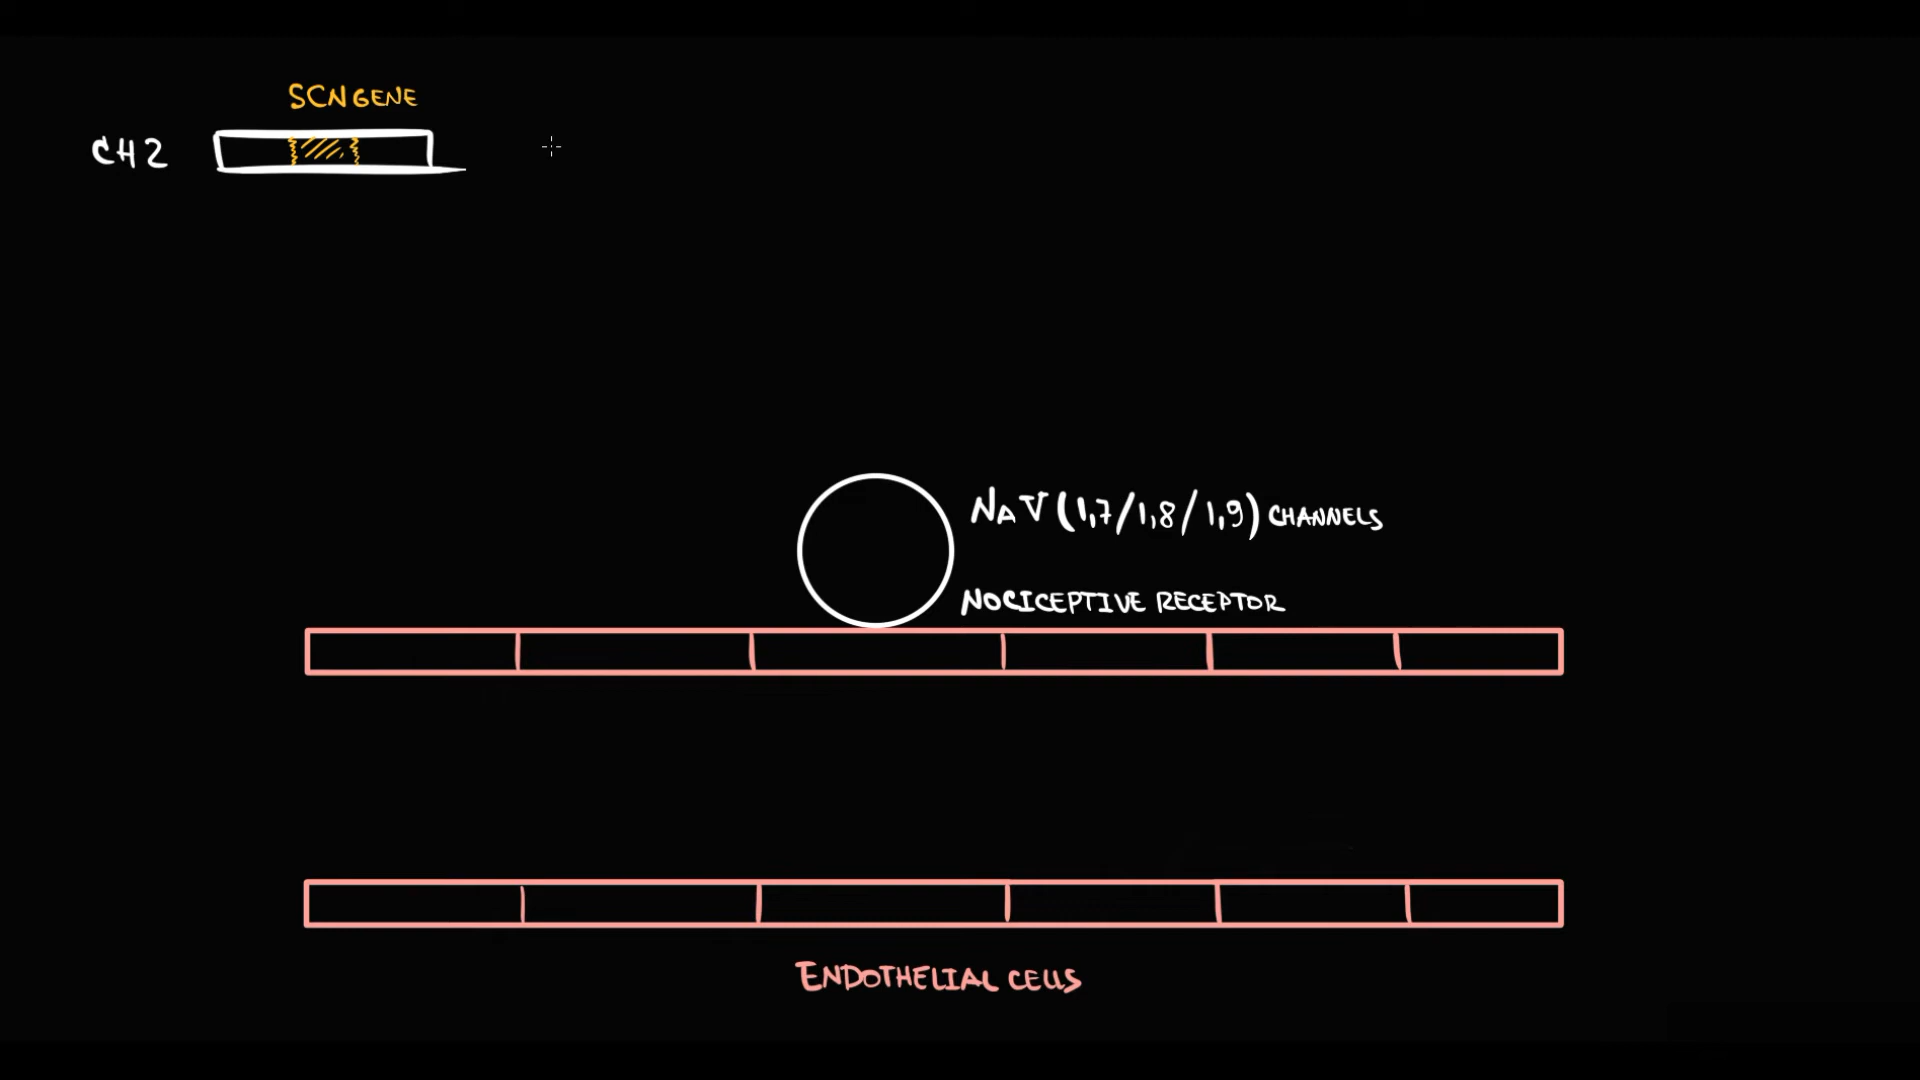 SCN GENE
CH2
NaV (1,7/1,8/1,9) CHANNELS
NOCICEPTIVE RECEPTOR
ENDOTHELIAL CELLS